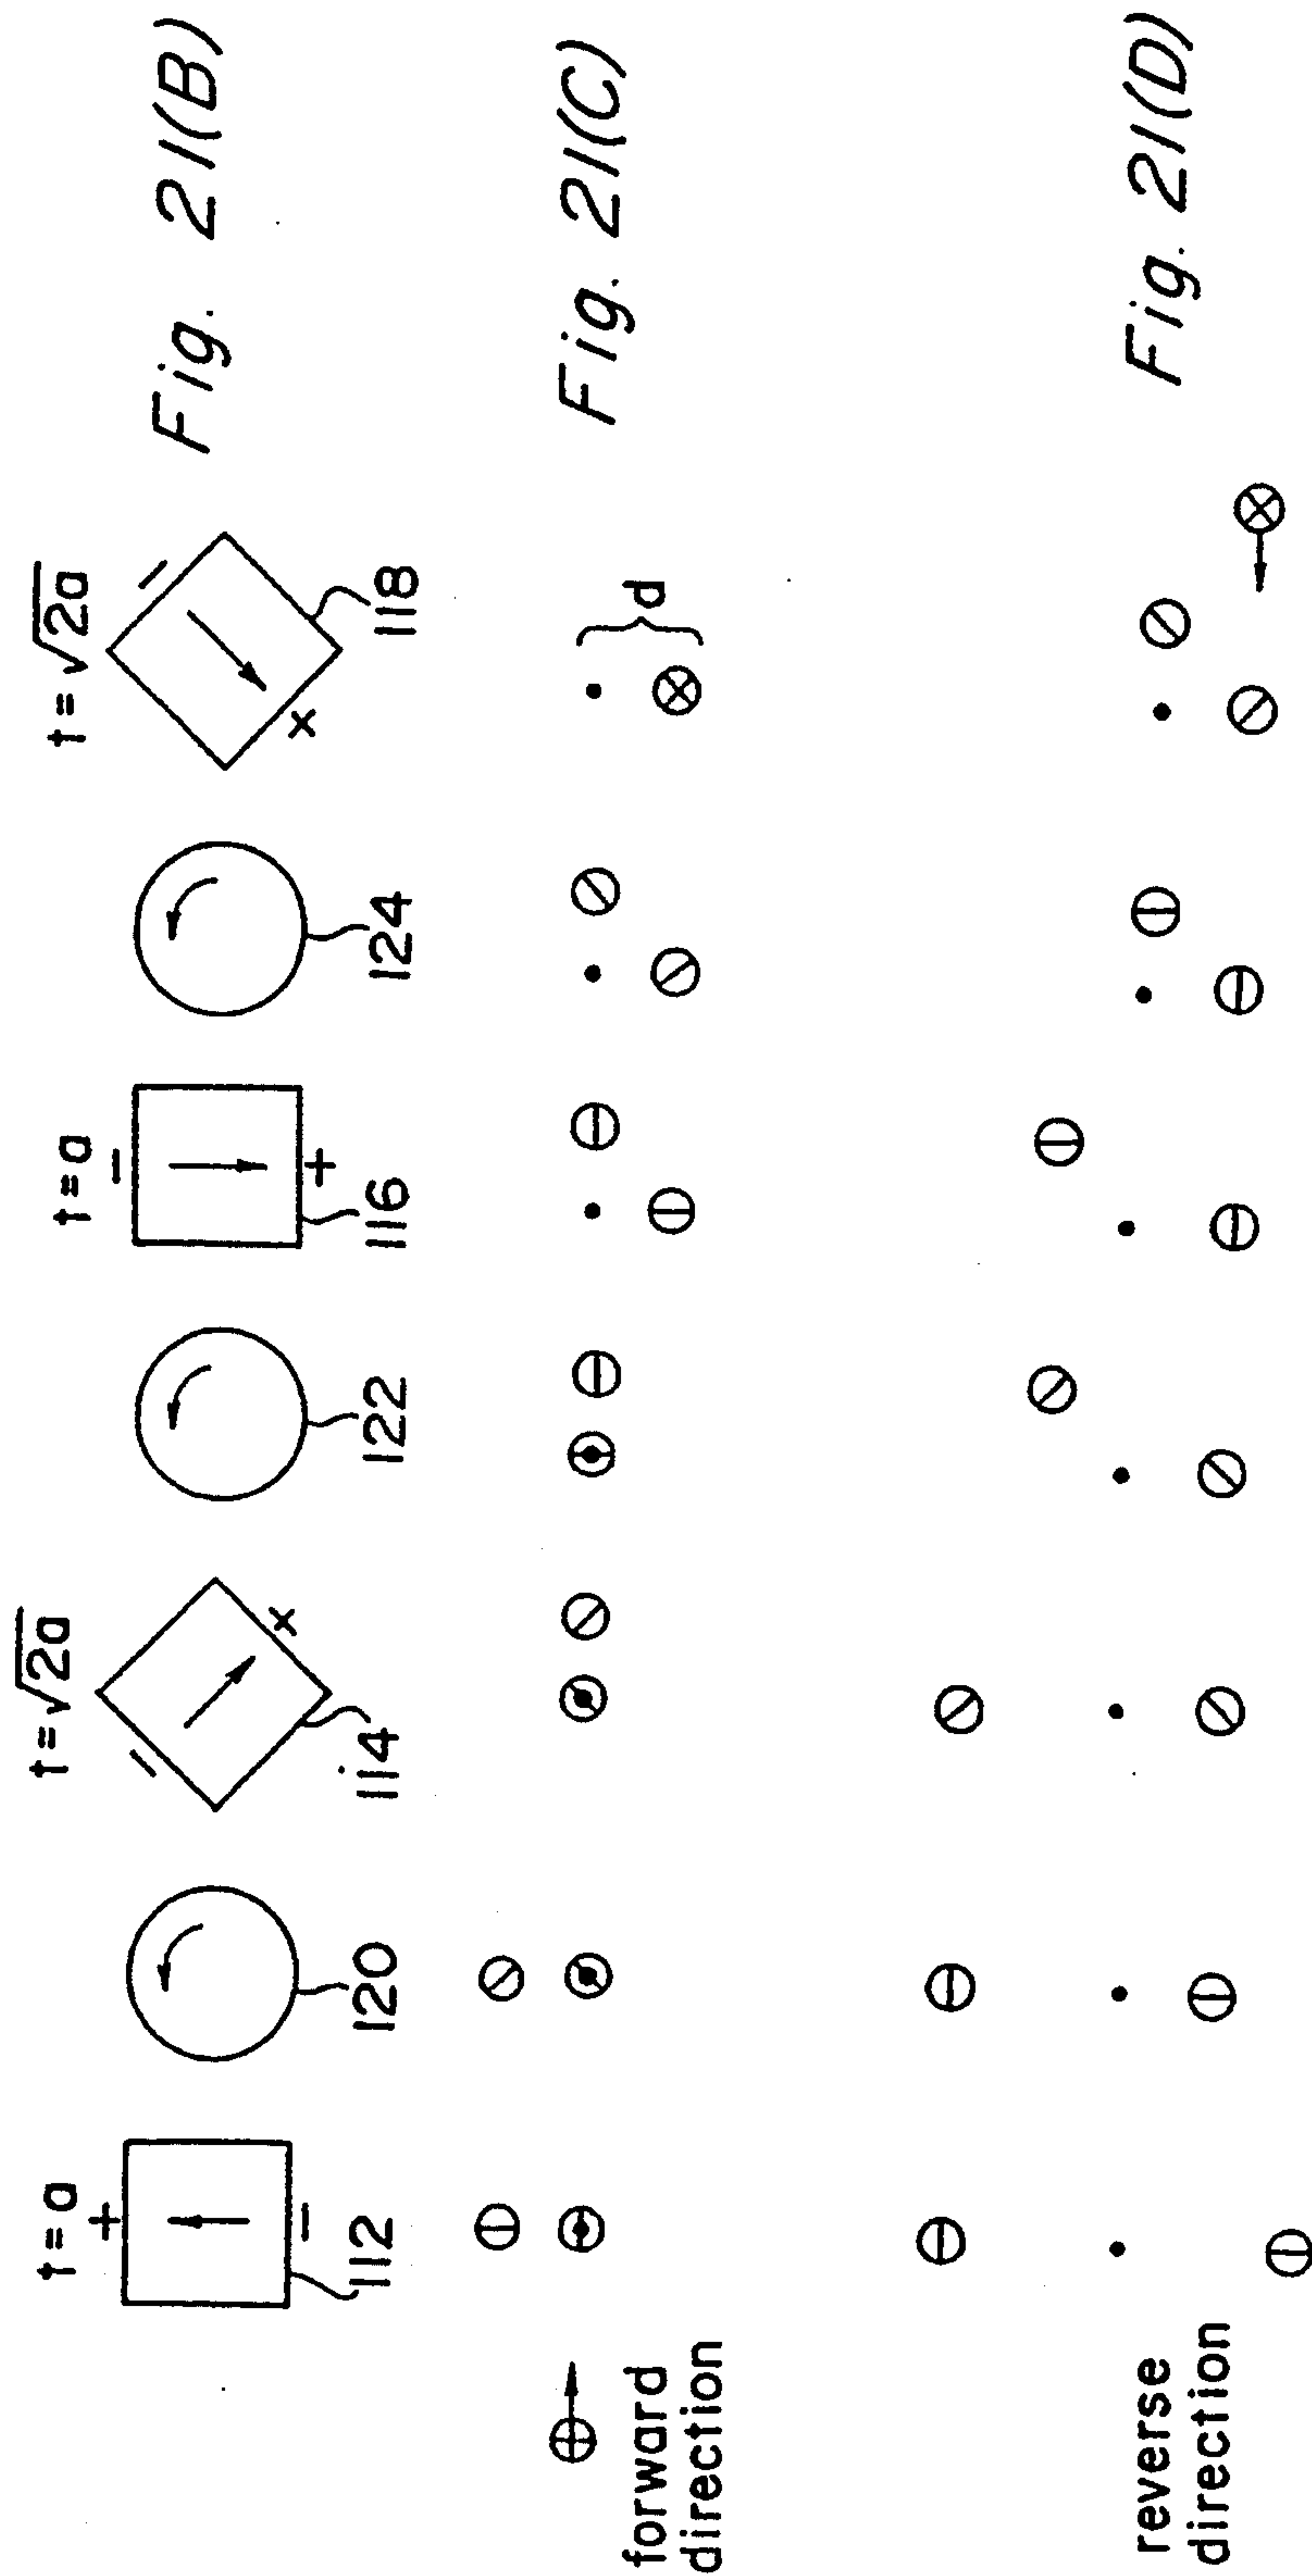 t=a
+
−
112
120
t=√2a
−
x
114
122
t=a
−
+
116
124
t=√2a
−
x
118
Fig. 21(B)
forward
direction
d
Fig. 21(C)
reverse
direction
Fig. 21(D)